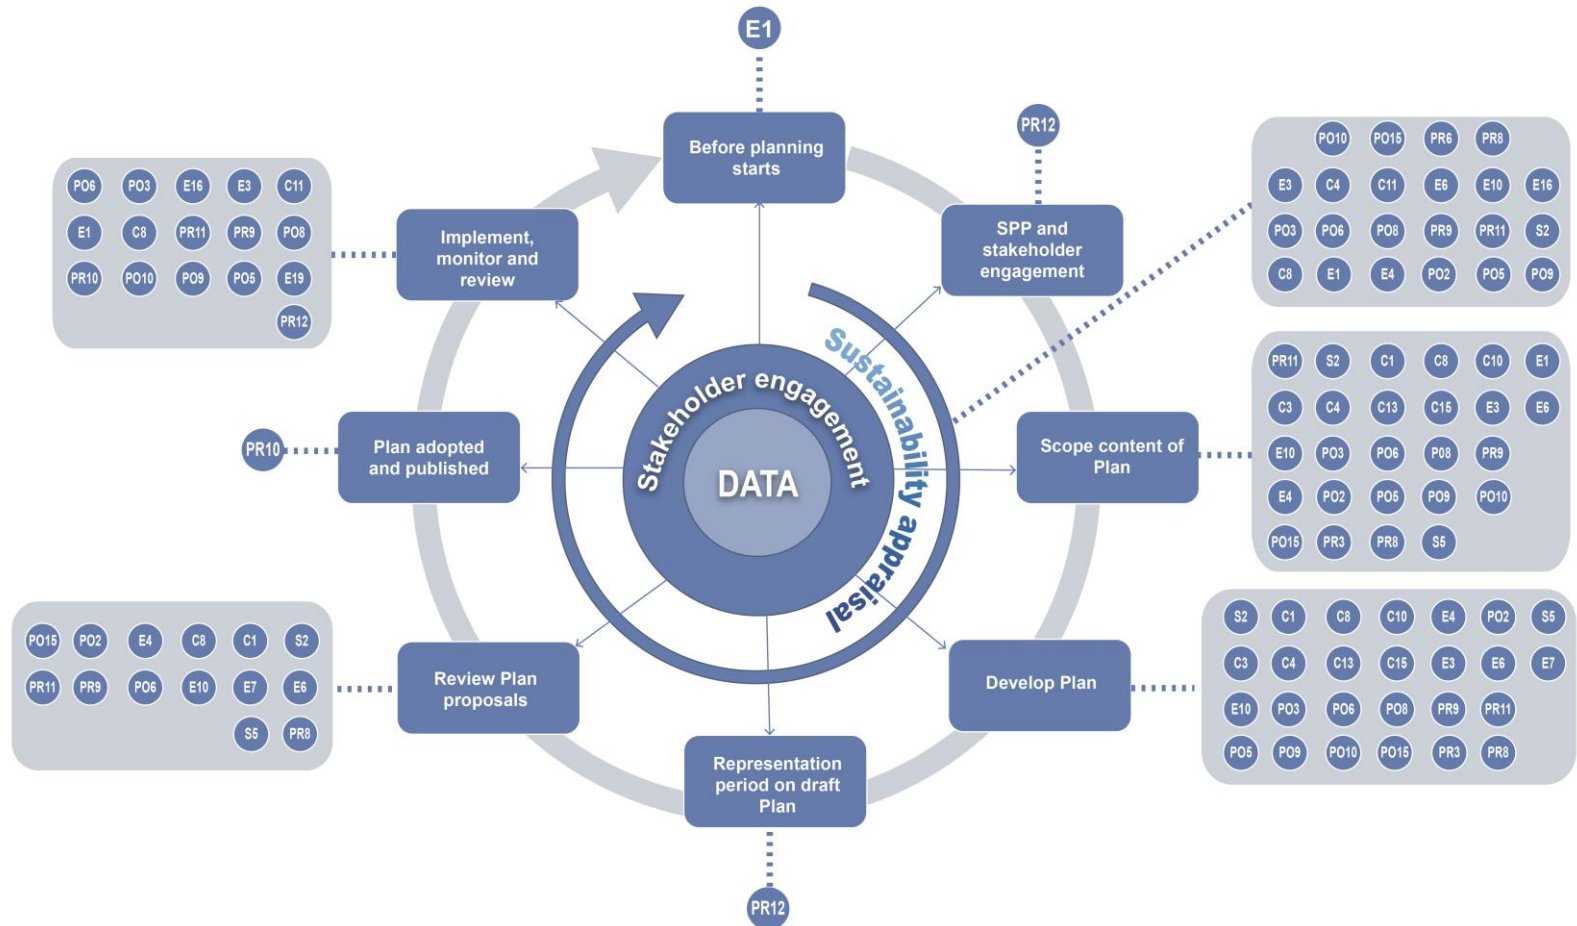 E1
Before planning
starts
PR12
SPP and
stakeholder
engagement
PO10 PO15 PR6 PR8
E3 C4 C11 E6 E10 E16
PO3 PO6 PO8 PR9 PR11 S2
C8 E1 E4 PO2 PO5 PO9
Scope content of
Plan
PR11 S2 C1 C8 C10 E1
C3 C4 C13 C15 E3 E6
E10 PO3 PO6 P08 PR9
E4 PO2 PO5 PO9 PO10
PO15 PR3 PR8 S5
Develop Plan
S2 C1 C8 C10 E4 PO2 S5
C3 C4 C13 C15 E3 E6 E7
E10 PO3 PO6 PO8 PR9 PR11
PO5 PO9 PO10 PO15 PR3 PR8
Representation
period on draft
Plan
PR12
Review Plan
proposals
PO15 PO2 E4 C8 C1 S2
PR11 PR9 PO6 E10 E7 E6
S5 PR8
Plan adopted
and published
PR10
Implement,
monitor and
review
PO6 PO3 E16 E3 C11
E1 C8 PR11 PR9 PO8
PR10 PO10 PO9 PO5 E19
PR12
Stakeholder engagement
DATA
Sustainability appraisal